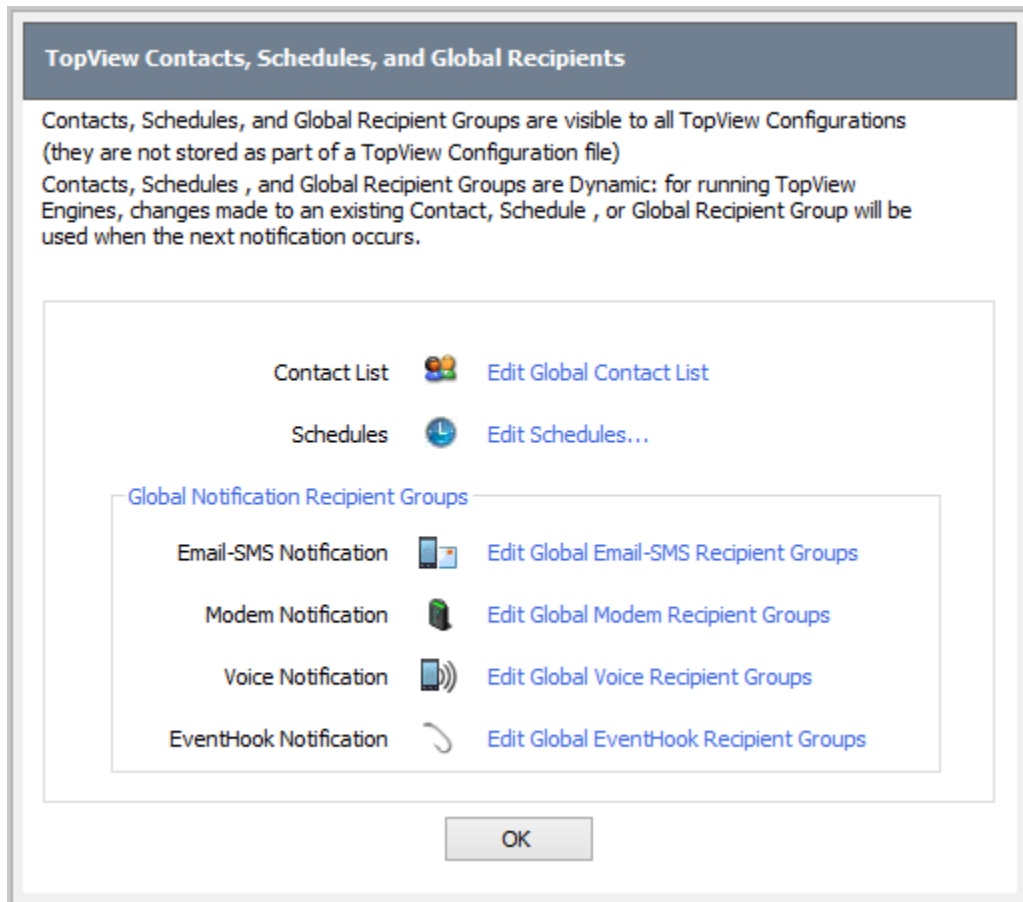 TopView Contacts, Schedules, and Global Recipients
Contacts, Schedules, and Global Recipient Groups are visible to all TopView Configurations
(they are not stored as part of a TopView Configuration file)
Contacts, Schedules , and Global Recipient Groups are Dynamic: for running TopView
Engines, changes made to an existing Contact, Schedule , or Global Recipient Group will be
used when the next notification occurs.
Contact List Edit Global Contact List
Schedules Edit Schedules...
Global Notification Recipient Groups
Email-SMS Notification Edit Global Email-SMS Recipient Groups
Modem Notification Edit Global Modem Recipient Groups
Voice Notification Edit Global Voice Recipient Groups
EventHook Notification Edit Global EventHook Recipient Groups
OK